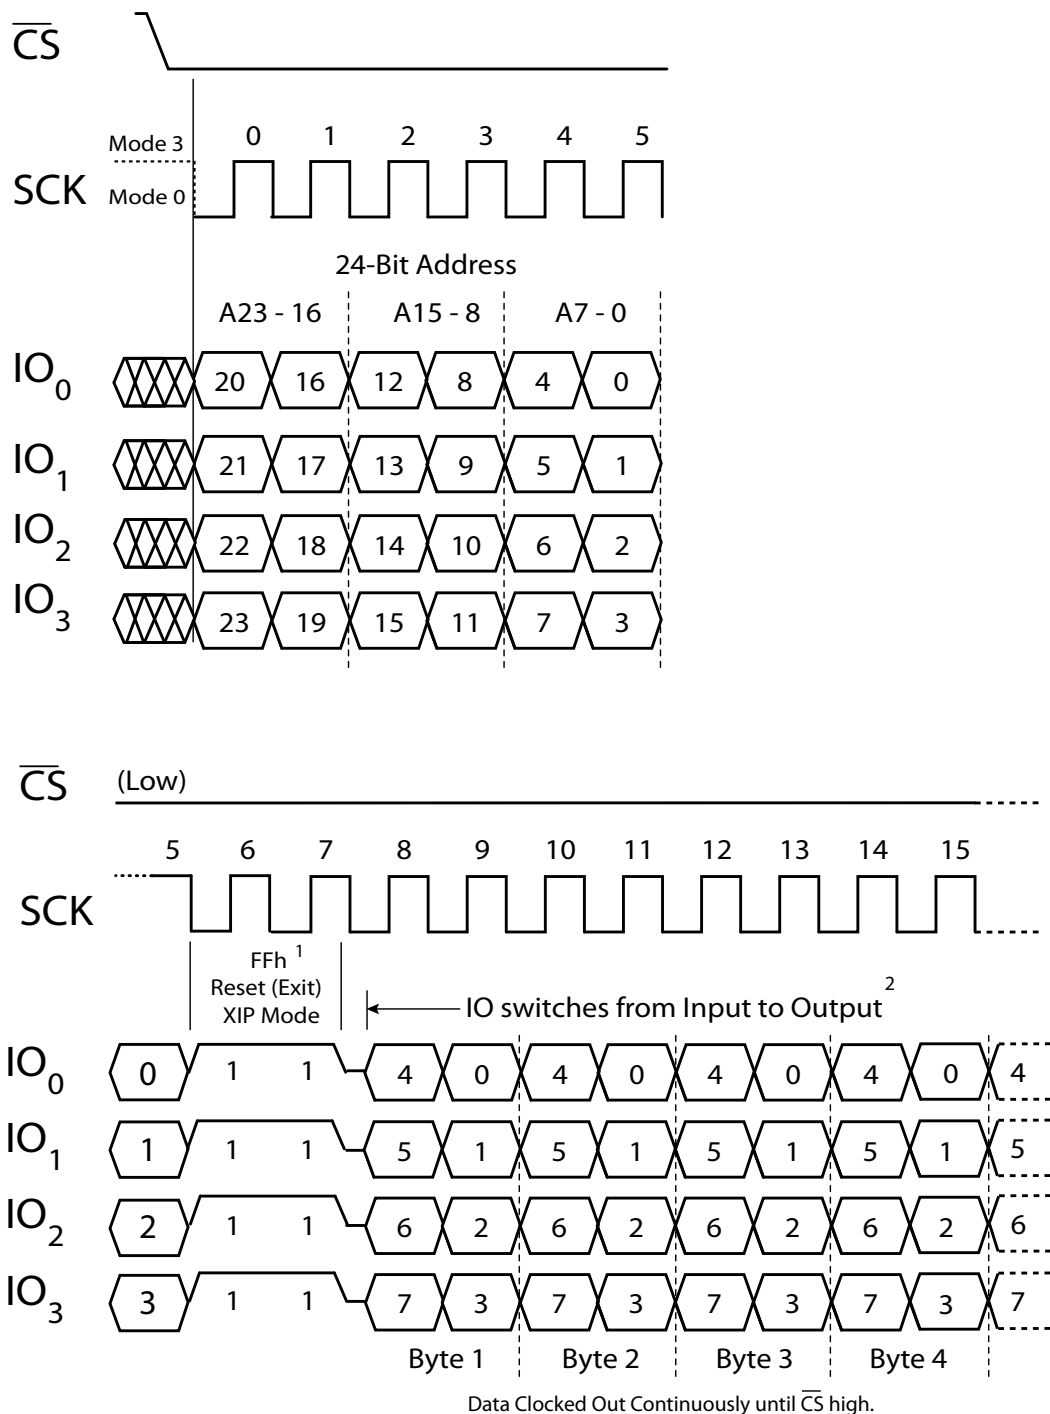 CS
0 1 2 3 4 5
Mode 3
SCK
Mode 0
24-Bit Address
A23 - 16 A15 - 8 A7 - 0
IO0 20 16 12 8 4 0
IO1 21 17 13 9 5 1
IO2 22 18 14 10 6 2
IO3 23 19 15 11 7 3
CS (Low)
5 6 7 8 9 10 11 12 13 14 15
SCK
FFh 1
Reset (Exit)
XIP Mode
IO switches from Input to Output 2
IO0 0 1 1 4 0 4 0 4 0 4 0 4
IO1 1 1 1 5 1 5 1 5 1 5 1 5
IO2 2 1 1 6 2 6 2 6 2 6 2 6
IO3 3 1 1 7 3 7 3 7 3 7 3 7
Byte 1 Byte 2 Byte 3 Byte 4
Data Clocked Out Continuously until CS high.